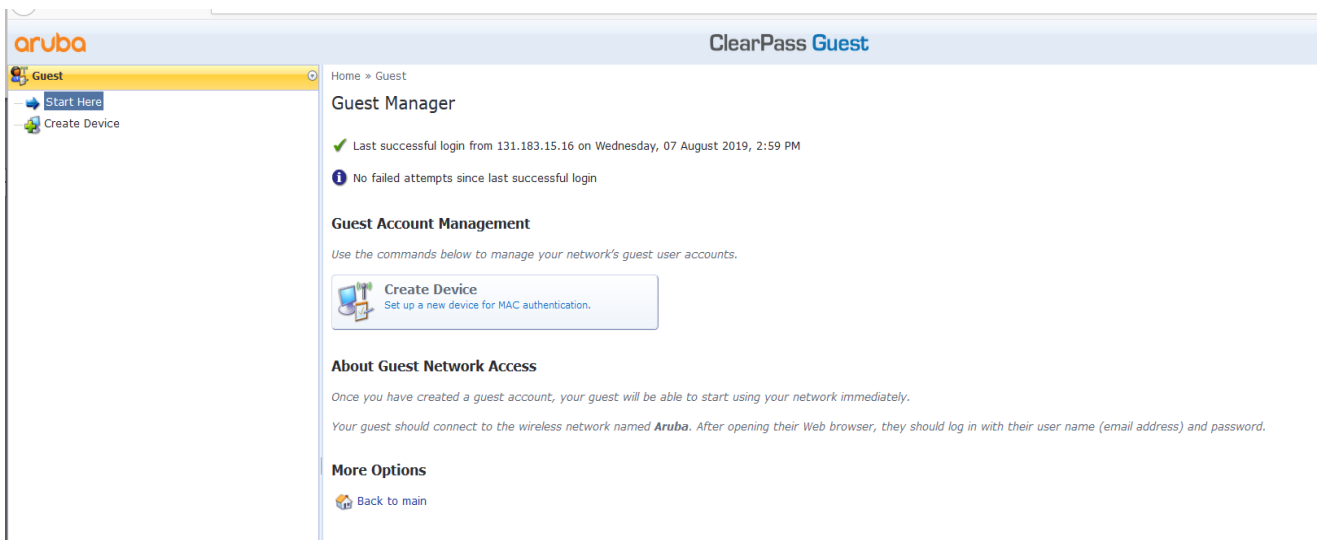 aruba
ClearPass Guest
Guest
Start Here
Create Device
Home » Guest
Guest Manager
Last successful login from 131.183.15.16 on Wednesday, 07 August 2019, 2:59 PM
No failed attempts since last successful login
Guest Account Management
Use the commands below to manage your network's guest user accounts.
Create Device
Set up a new device for MAC authentication.
About Guest Network Access
Once you have created a guest account, your guest will be able to start using your network immediately.
Your guest should connect to the wireless network named Aruba. After opening their Web browser, they should log in with their user name (email address) and password.
More Options
Back to main